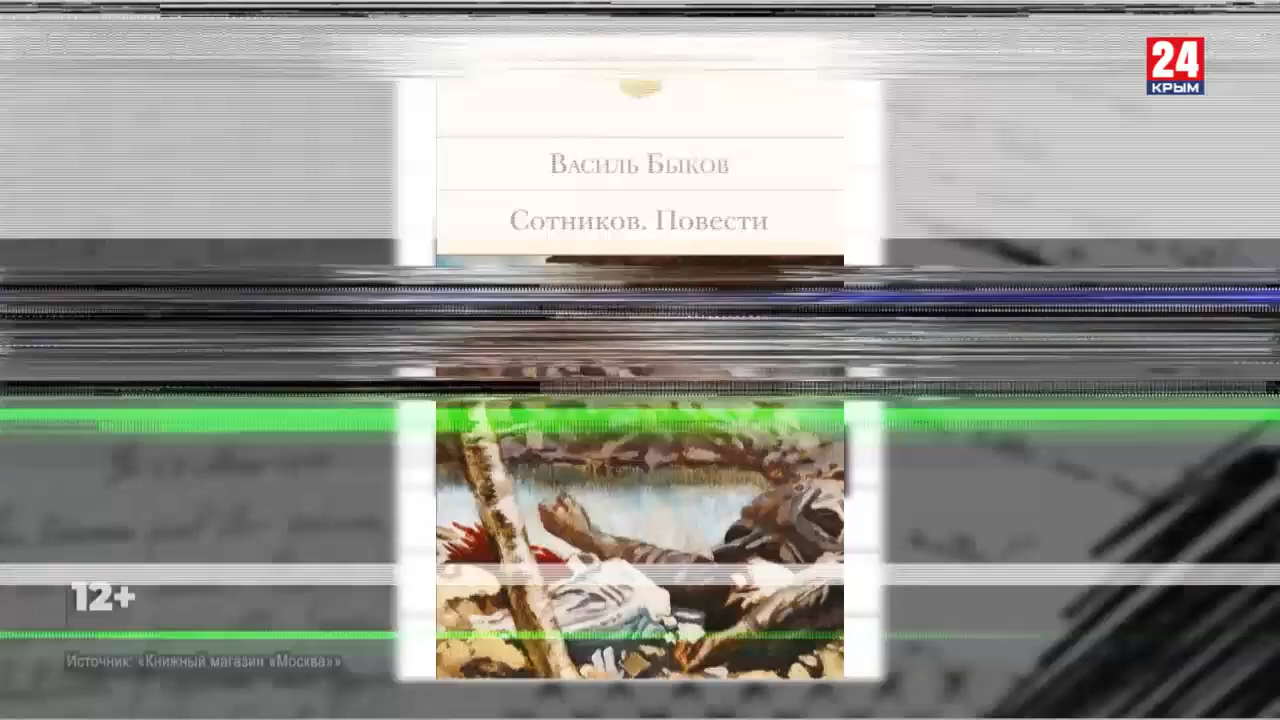 24
КРЫМ
Василь Быков
Сотников. Повести
12+
Источник: «Книжный магазин «Москва»»